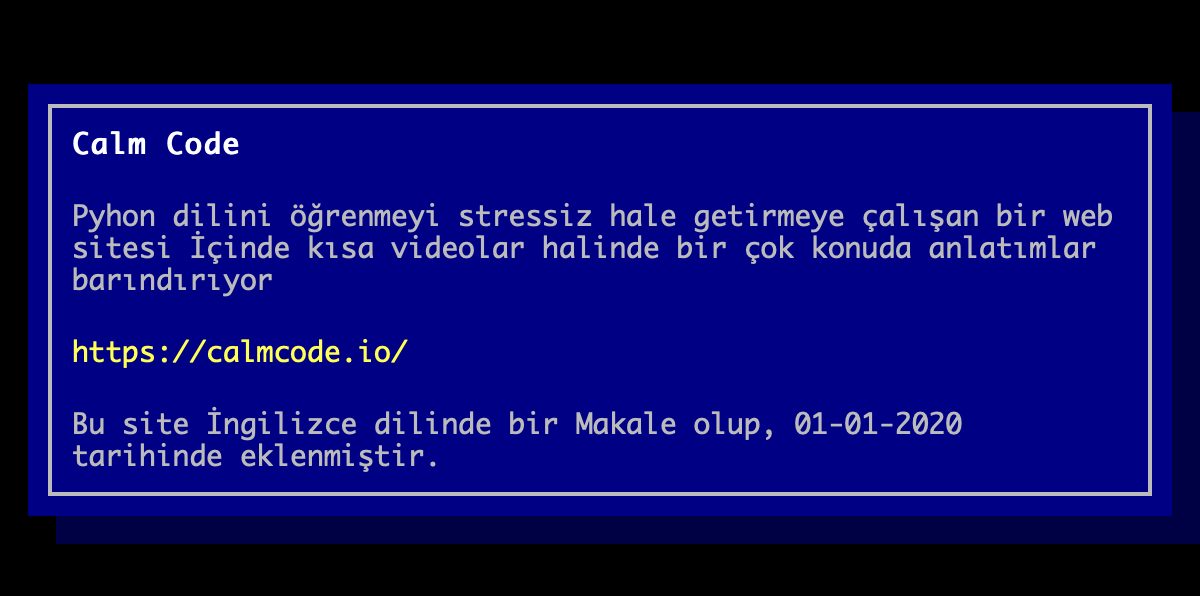 Calm Code
Pyhon dilini öğrenmeyi stressiz hale getirmeye çalışan bir web
sitesi İçinde kısa videolar halinde bir çok konuda anlatımlar
barındırıyor
https://calmcode.io/
Bu site İngilizce dilinde bir Makale olup, 01-01-2020
tarihinde eklenmiştir.